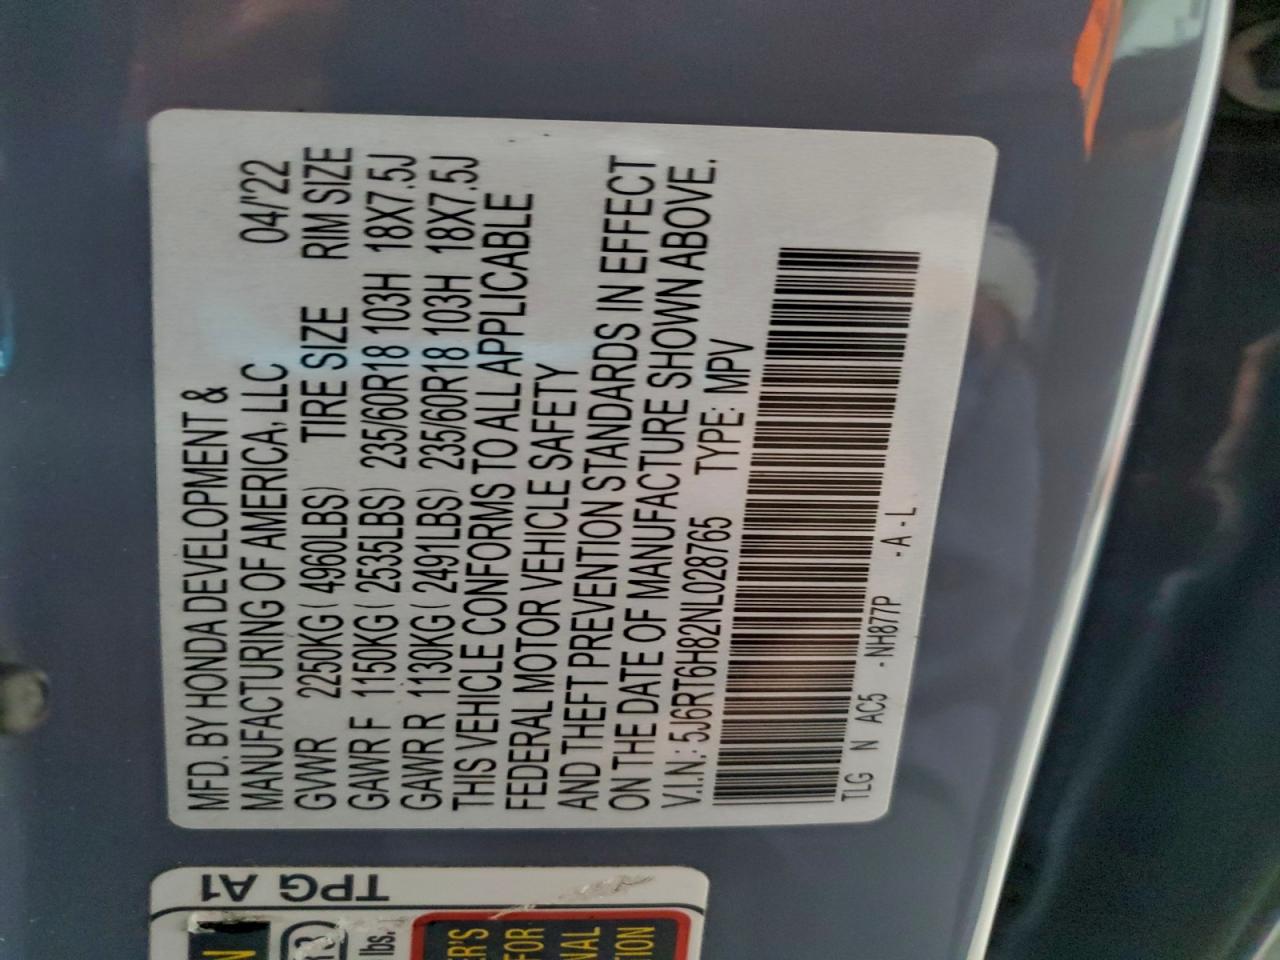 MFD. BY HONDA DEVELOPMENT &
MANUFACTURING OF AMERICA, LLC 04/'22
GVWR 2250KG ( 4960LBS) TIRE SIZE RIM SIZE
GAWR F 1150KG ( 2535LBS) 235/60R18 103H 18X7.5J
GAWR R 1130KG ( 2491LBS) 235/60R18 103H 18X7.5J
THIS VEHICLE CONFORMS TO ALL APPLICABLE
FEDERAL MOTOR VEHICLE SAFETY
AND THEFT PREVENTION STANDARDS IN EFFECT
ON THE DATE OF MANUFACTURE SHOWN ABOVE.
V.I.N.: 5J6RT6H82NL028765 TYPE: MPV
TLG N AC5 -NH877P -A-L
TPG A1
lbs.
ER'S
FOR